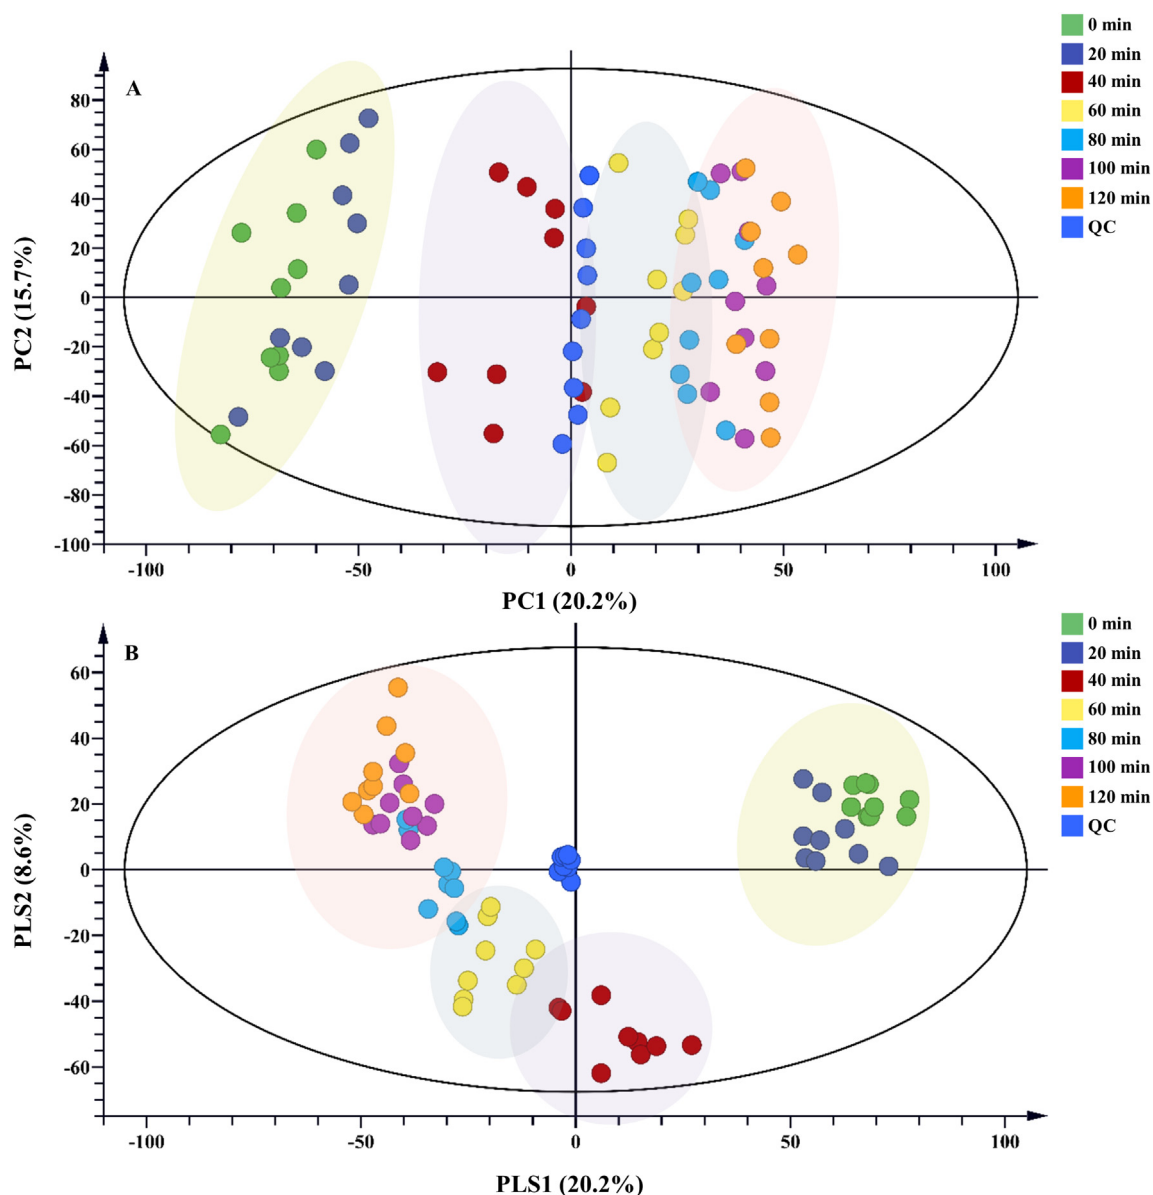 A
0 min
20 min
40 min
60 min
80 min
100 min
120 min
QC
80
60
40
20
0
-20
-40
-60
-80
-100
PC2 (15.7%)
-100 -50 0 50 100
PC1 (20.2%)
B
0 min
20 min
40 min
60 min
80 min
100 min
120 min
QC
60
40
20
0
-20
-40
-60
PLS2 (8.6%)
-100 -50 0 50 100
PLS1 (20.2%)